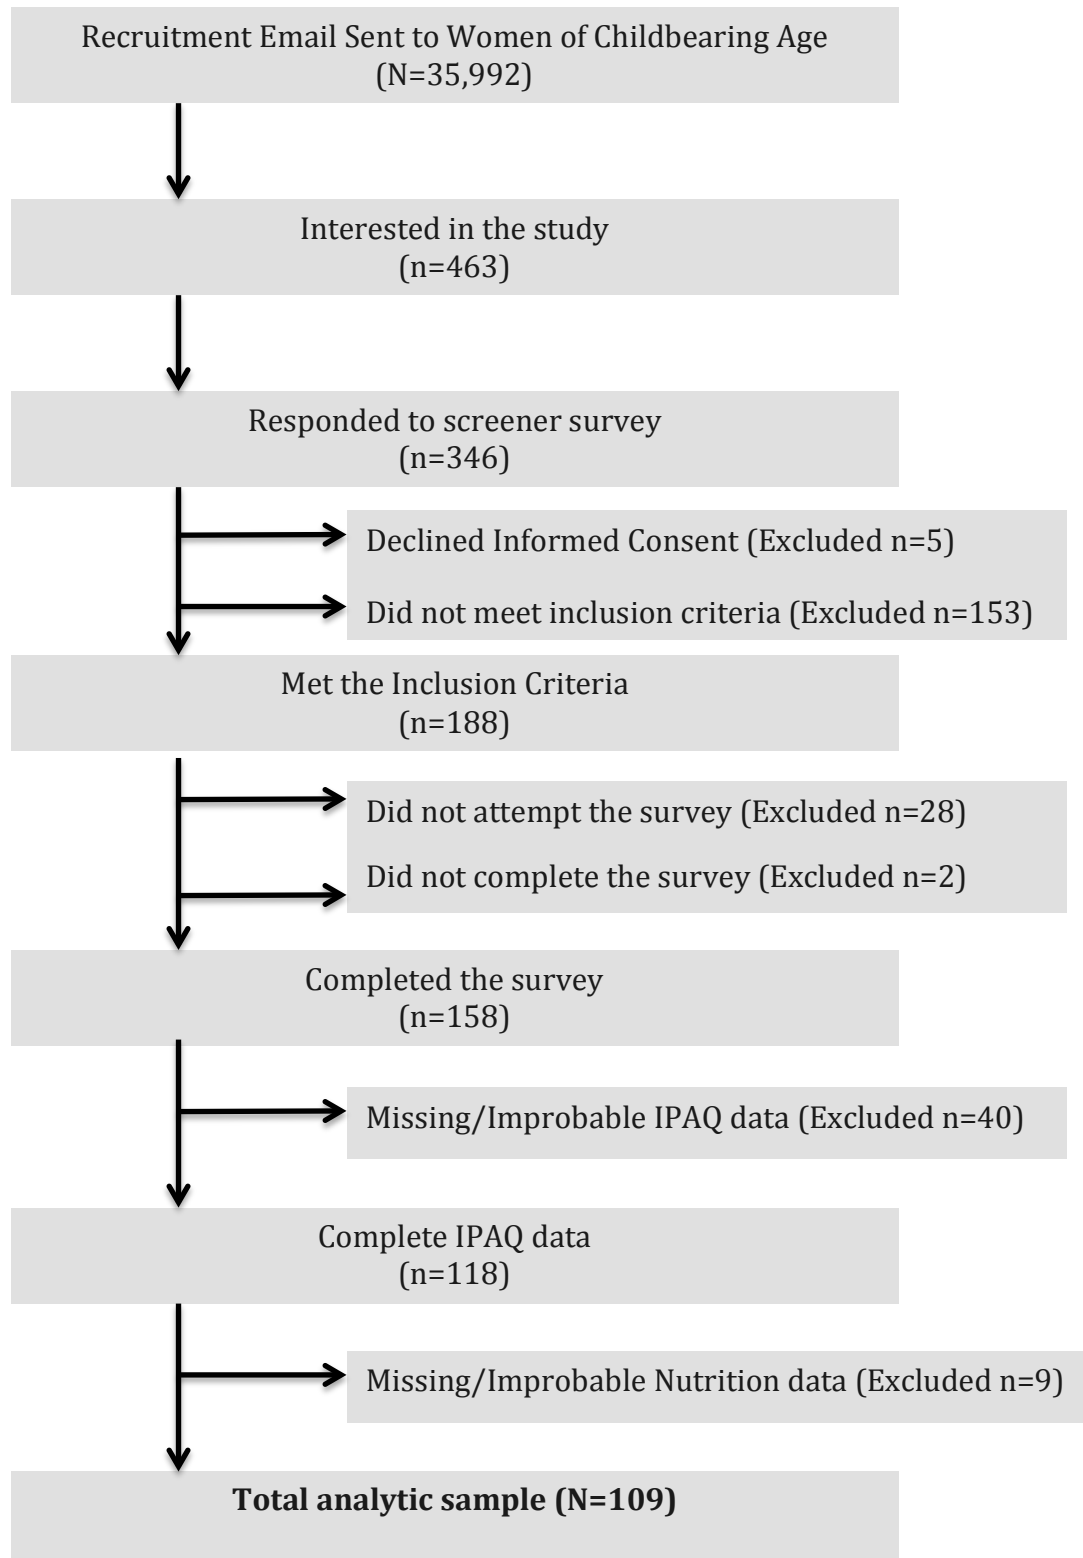 Recruitment Email Sent to Women of Childbearing Age
(N=35,992)
Interested in the study
(n=463)
Responded to screener survey
(n=346)
Declined Informed Consent (Excluded n=5)
Did not meet inclusion criteria (Excluded n=153)
Met the Inclusion Criteria
(n=188)
Did not attempt the survey (Excluded n=28)
Did not complete the survey (Excluded n=2)
Completed the survey
(n=158)
Missing/Improbable IPAQ data (Excluded n=40)
Complete IPAQ data
(n=118)
Missing/Improbable Nutrition data (Excluded n=9)
Total analytic sample (N=109)